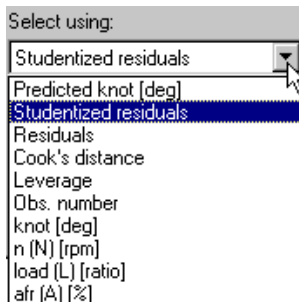 Select using:
Studentized residuals
Predicted knot [deg]
Studentized residuals
Residuals
Cook's distance
Leverage
Obs. number
knot [deg]
n (N) [rpm]
load (L) [ratio]
afr (A) [%]